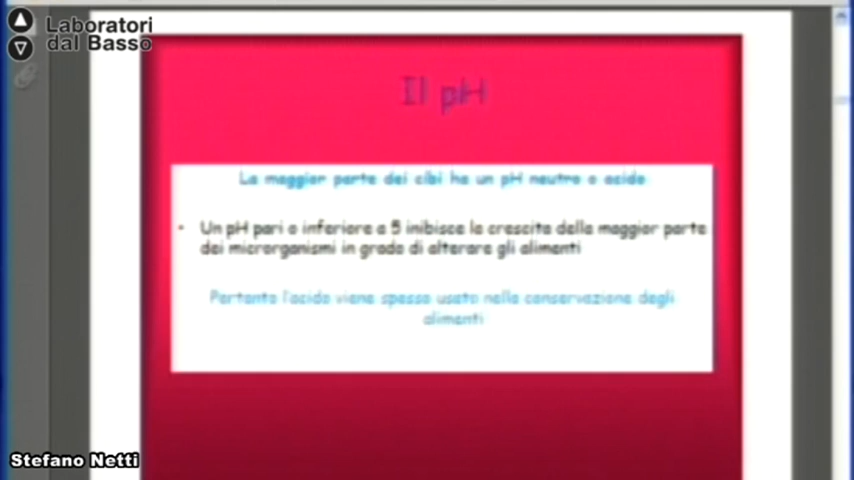 Laboratori
dal Basso
Il pH
La maggior parte dei cibi ha un pH neutro o acido.
Un pH pari o inferiore a 5 inibisce la crescita della maggior parte
dei microrganismi in grado di alterare gli alimenti
Pertanto l'acido viene spesso usato nella conservazione degli
alimenti
Stefano Netti